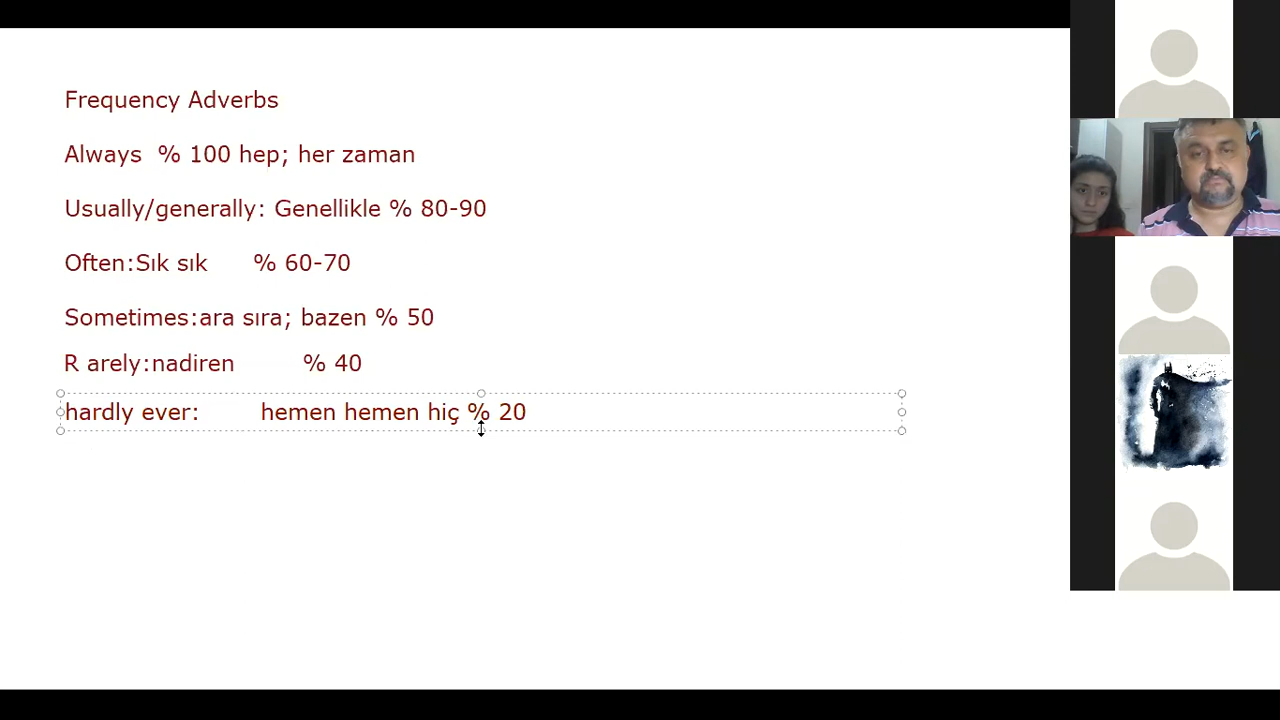 Frequency Adverbs
Always % 100 hep; her zaman
Usually/generally: Genellikle % 80-90
Often:Sık sık % 60-70
Sometimes:ara sıra; bazen % 50
R arely:nadiren % 40
hardly ever: hemen hemen hiç % 20